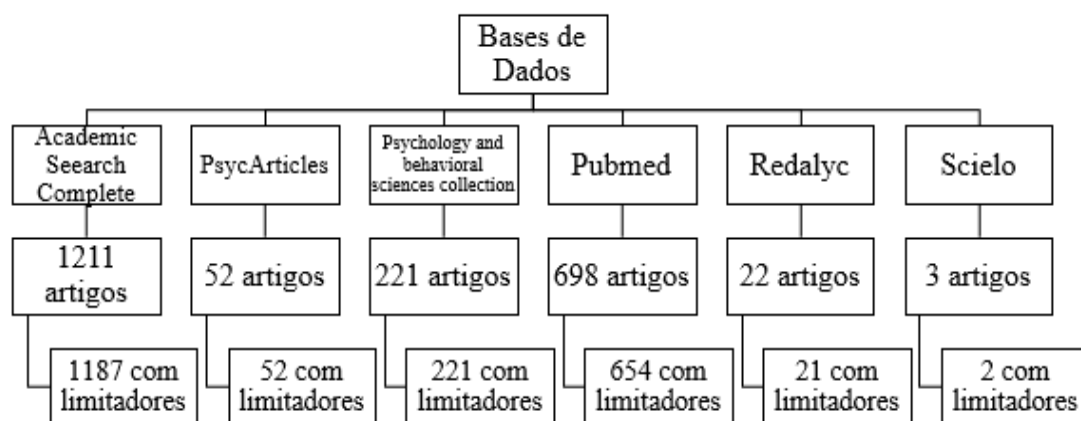 Bases de
Dados
Academic
Seearch
Complete
PsycArticles
Psychology and
behavioral
sciences collection
Pubmed
Redalyc
Scielo
1211
artigos
52 artigos
221 artigos
698 artigos
22 artigos
3 artigos
1187 com
limitadores
52 com
limitadores
221 com
limitadores
654 com
limitadores
21 com
limitadores
2 com
limitadores